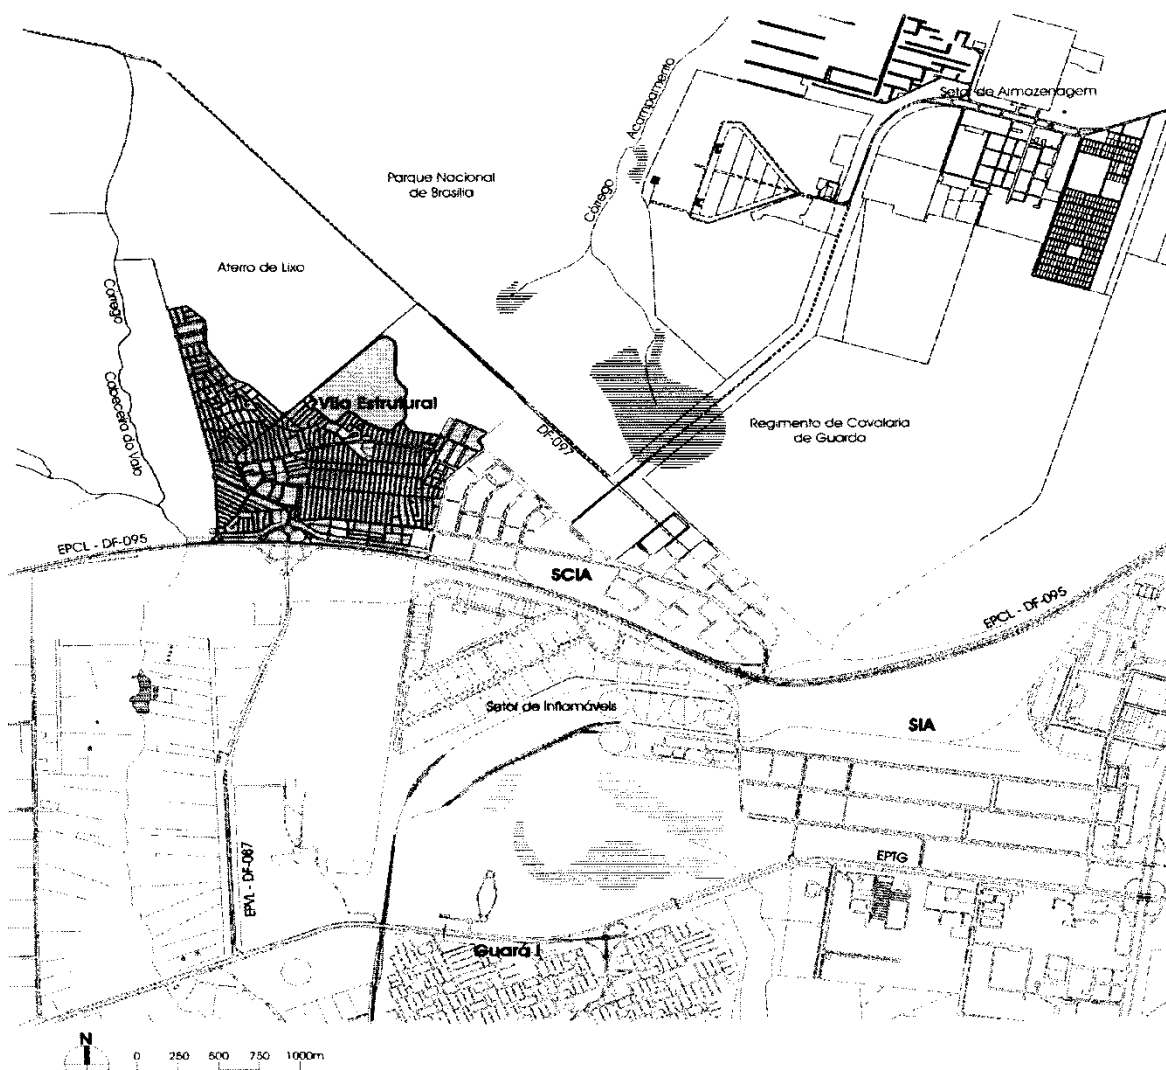 Setor de Armazenagem
Córrego Acampamento
Parque Nacional
de Brasília
Aterro de Lixo
Córrego Cabeceira do Valo
Vila Estrutural
DF-097
Regimento de Cavalaria
de Guarda
EPCL - DF-095
SCIA
EPCL - DF-095
Setor de Inflamáveis
SIA
EPVL - DF-087
EPTG
Guará I
N
0 250 500 750 1000m